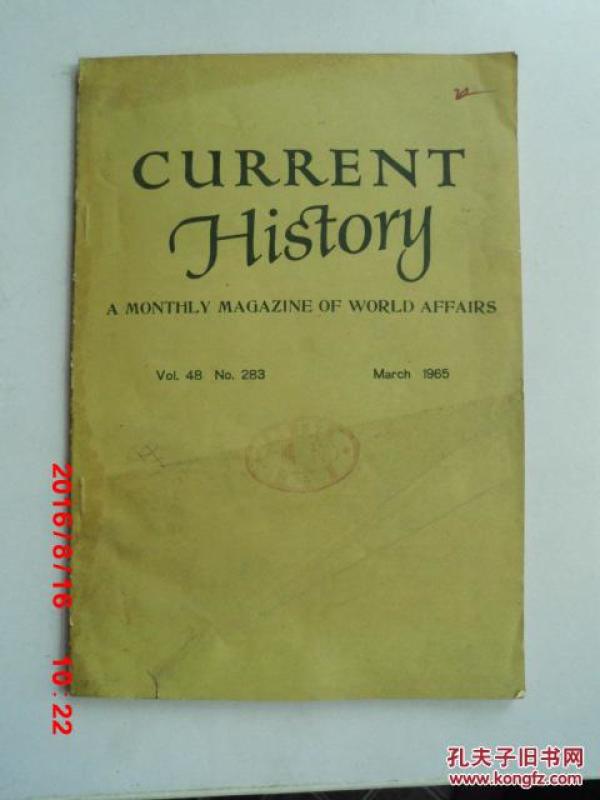 CURRENT
History
A MONTHLY MAGAZINE OF WORLD AFFAIRS
Vol. 48 No. 283 March 1965
2016/8/18 10:22
孔夫子旧书网
www.kongfz.com